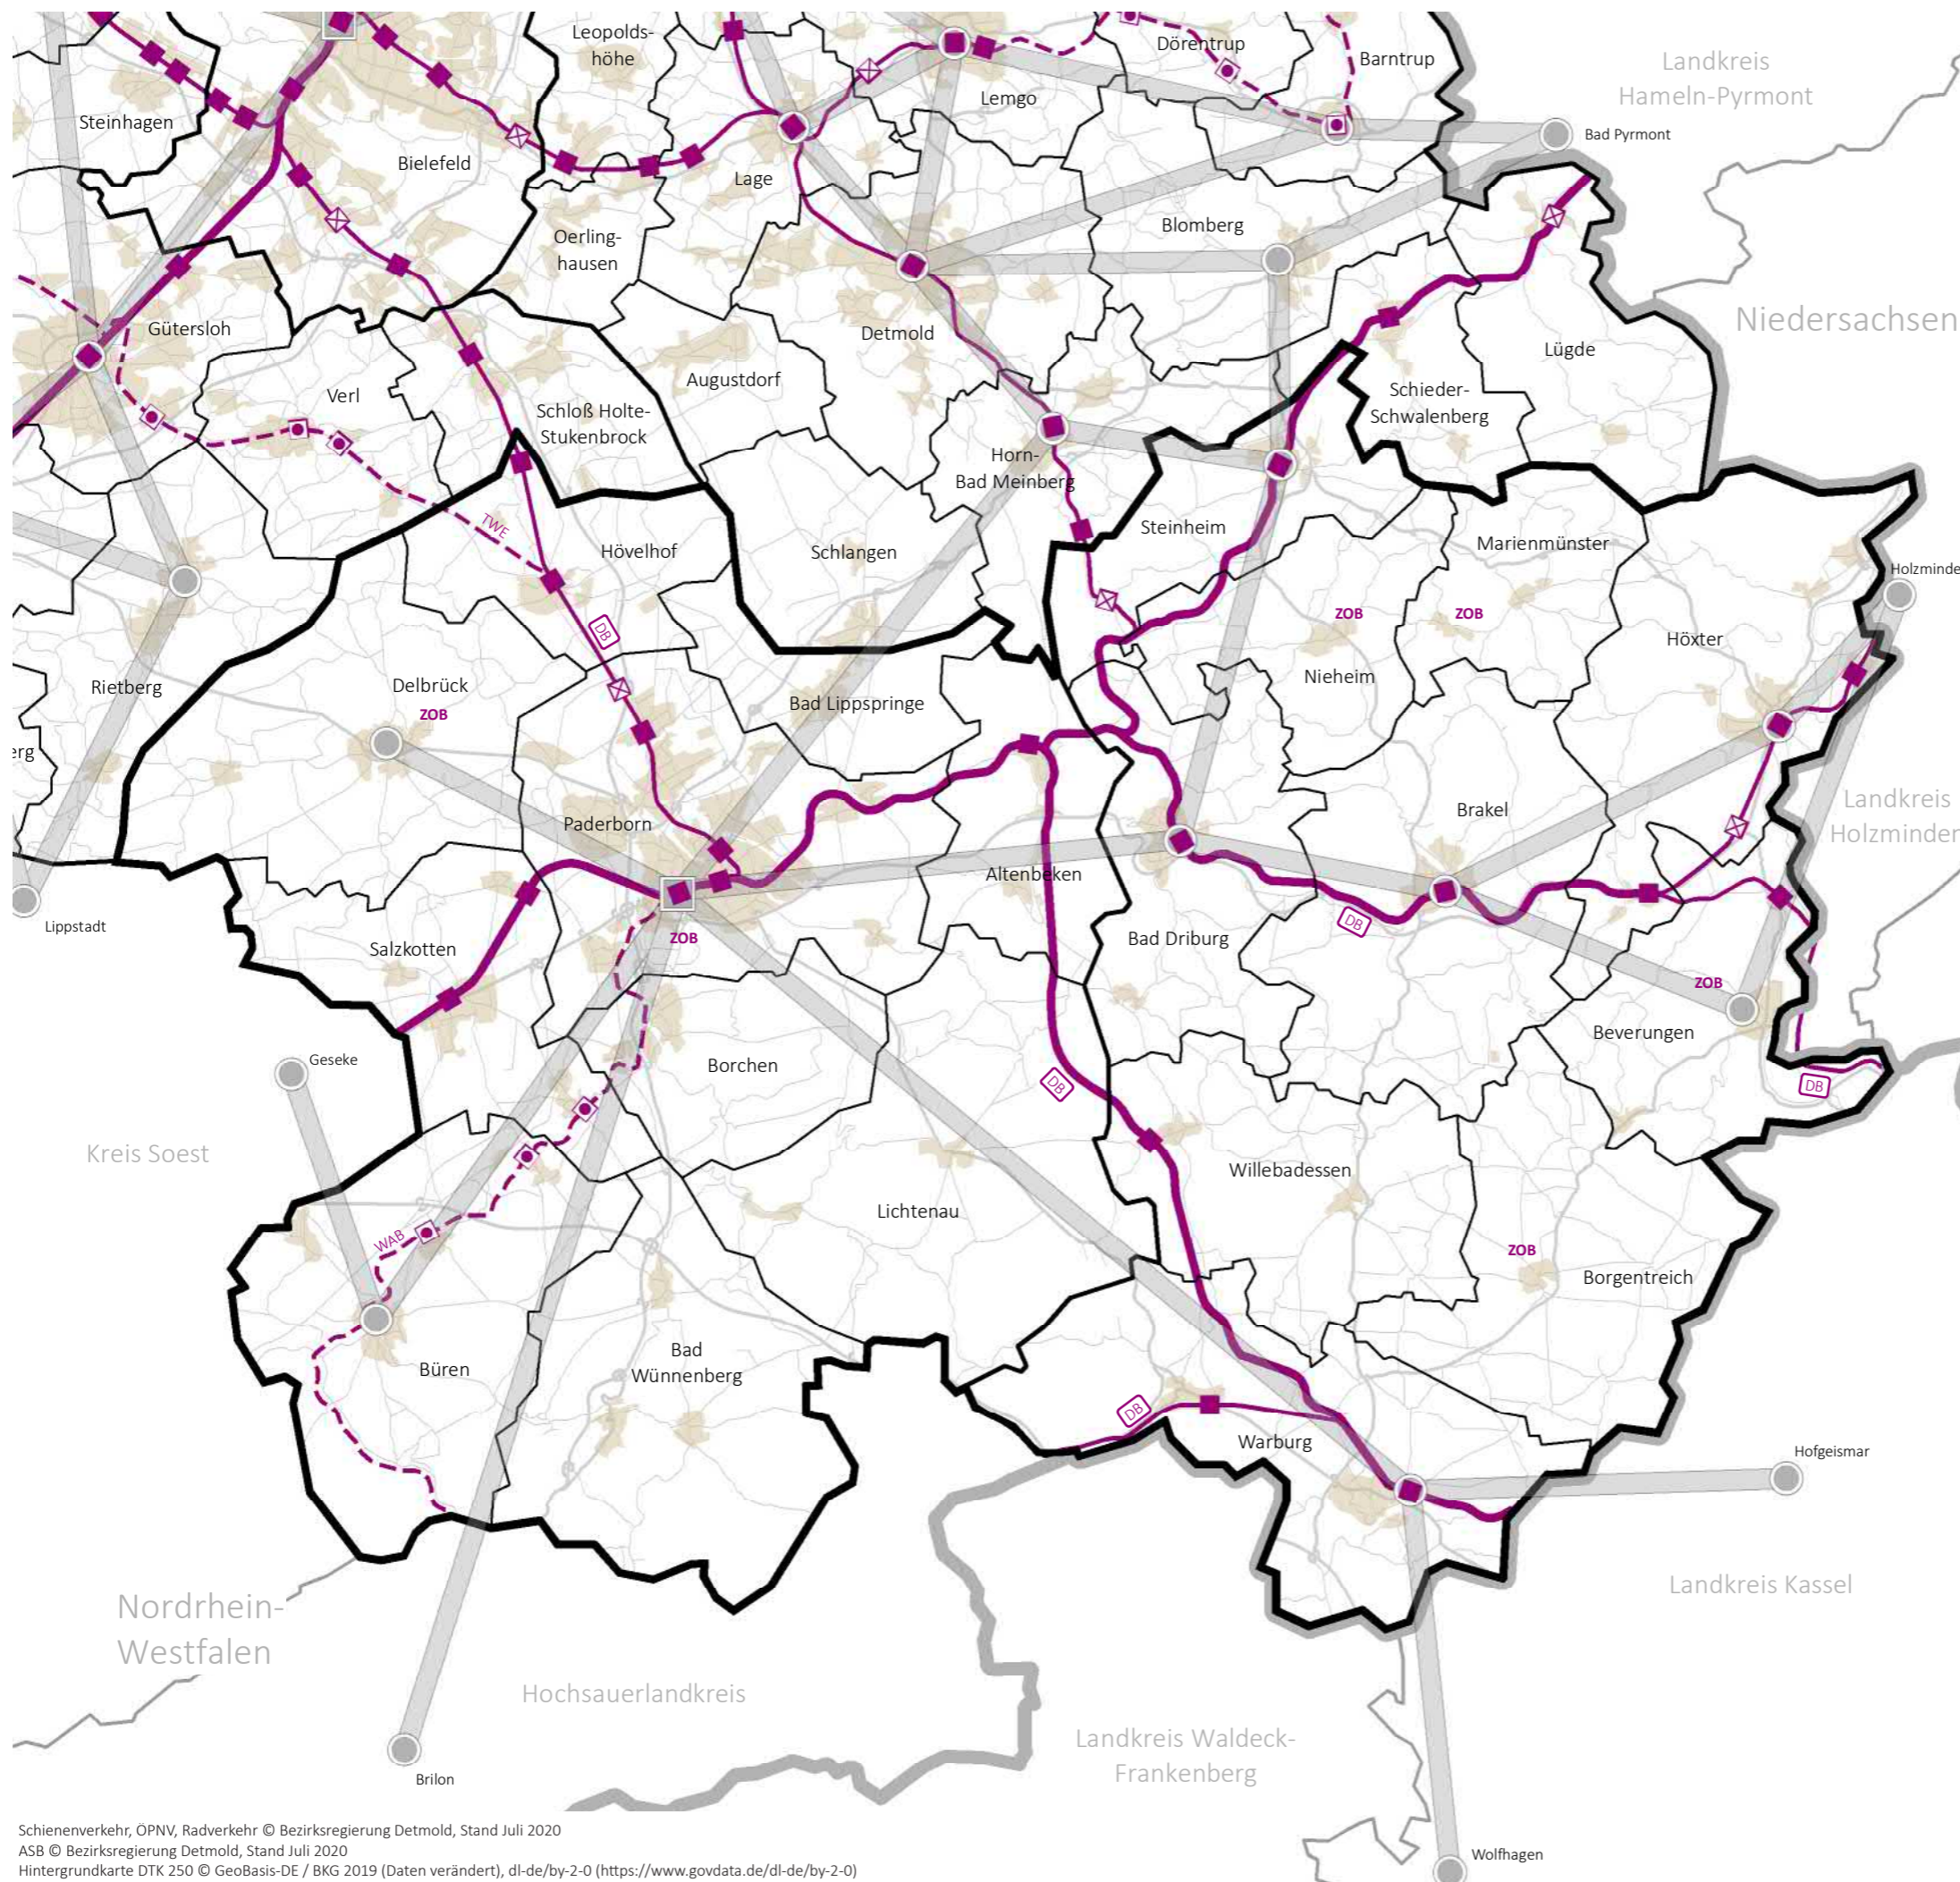 Leopolds-
höhe
Dörentrup
Barntrup
Landkreis
Hameln-Pyrmont
Steinhagen
Lemgo
Bad Pyrmont
Bielefeld
Lage
Blomberg
Oerling-
hausen
Gütersloh
Detmold
Niedersachsen
Lügde
Augustdorf
Verl
Schieder-
Schwalenberg
Schloß Holte-
Stukenbrock
Horn-
Bad Meinberg
TWE
Steinheim
Hövelhof
Schlangen
Marienmünster
Holzminde
ZOB
ZOB
DB
Höxter
Rietberg
Delbrück
ZOB
Nieheim
Bad Lippspringe
erg
Landkreis
Holzminden
Brakel
Paderborn
Altenbeken
Lippstadt
DB
ZOB
Salzkotten
Bad Driburg
ZOB
Beverungen
Geseke
Borchen
DB
DB
Kreis Soest
Willebadessen
Lichtenau
WAB
ZOB
Borgentreich
Büren
Bad
Wünnenberg
DB
Warburg
Hofgeismar
Landkreis Kassel
Nordrhein-
Westfalen
Hochsauerlandkreis
Landkreis Waldeck-
Frankenberg
Brilon
Wolfhagen
Schienenverkehr, ÖPNV, Radverkehr © Bezirksregierung Detmold, Stand Juli 2020
ASB © Bezirksregierung Detmold, Stand Juli 2020
Hintergrundkarte DTK 250 © GeoBasis-DE / BKG 2019 (Daten verändert), dl-de/by-2-0 (https://www.govdata.de/dl-de/by-2-0)